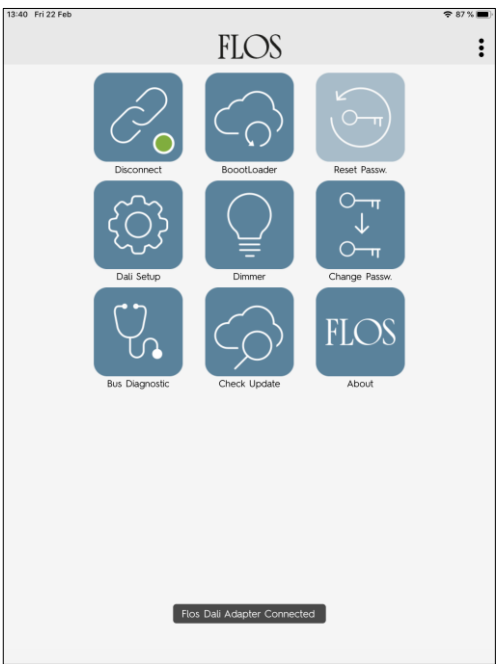 13:40 Fri 22 Feb 87 %
FLOS
Disconnect BoootLoader Reset Passw.
Dali Setup Dimmer Change Passw.
FLOS
Bus Diagnostic Check Update About
Flos Dali Adapter Connected